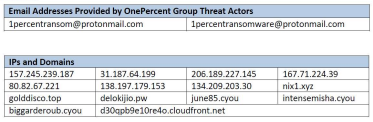 Email Addresses Provided by OnePercent Group Threat Actors
1percentransom@protonmail.com 1percentransomware@protonmail.com
IPs and Domains
157.245.239.187 31.187.64.199 206.189.227.145 167.71.224.39
80.82.67.221 138.197.179.153 134.209.203.30 nix1.xyz
golddisco.top delokijio.pw june85.cyou intensemisha.cyou
biggarderoub.cyou d30qpb9e10re4o.cloudfront.net